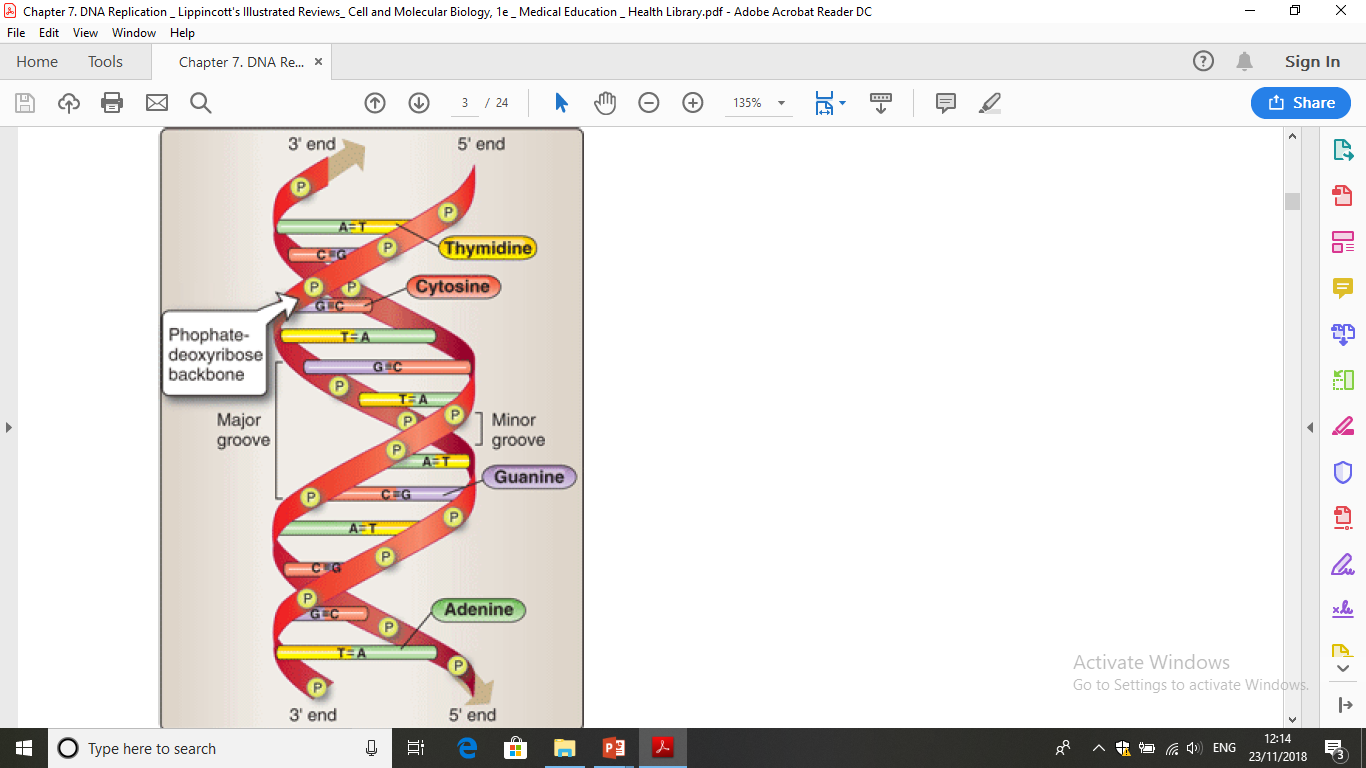 Chapter 7. DNA Replication _ Lippincott's Illustrated Reviews_ Cell and Molecular Biology, 1e _ Medical Education _ Health Library.pdf - Adobe Acrobat Reader DC
File Edit View Window Help
Home Tools Chapter 7. DNA Re... × Sign In
3 / 24 135% Share
3' end 5' end
P
P
A=T
P
Thymidine
C≡G
P P
Cytosine
G≡C
Phophate-
deoxyribose
backbone
T=A
G≡C
P
T=A
P P
Major
groove
Minor
groove
P
A=T
Guanine
C≡G
P
P
A=T
P
C≡G
P
Adenine
G≡C
P
T=A
P
P
3' end 5' end
Activate Windows
Go to Settings to activate Windows.
Type here to search
ENG
12:14
23/11/2018
3